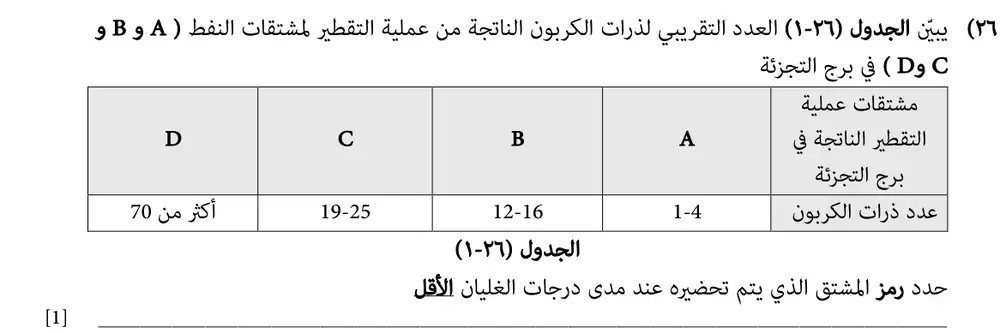 ٢٦) يبيّن الجدول (٢٦-١) العدد التقريبي لذرات الكربون الناتجة من عملية التقطير لمشتقات النفط ( A و B و
C وD ) في برج التجزئة
مشتقات عملية التقطير الناتجة في برج التجزئة A B C D
عدد ذرات الكربون 1-4 12-16 19-25 أكثر من 70
الجدول (٢٦-١)
حدد رمز المشتق الذي يتم تحضيره عند مدى درجات الغليان الأقل
[1]